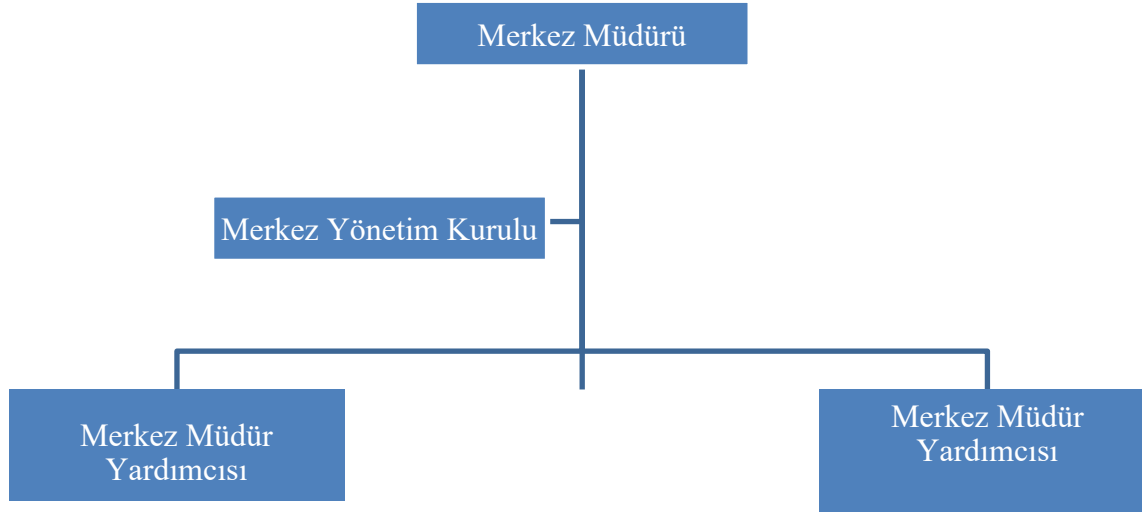 Merkez Müdürü
Merkez Yönetim Kurulu
Merkez Müdür
Yardımcısı
Merkez Müdür
Yardımcısı